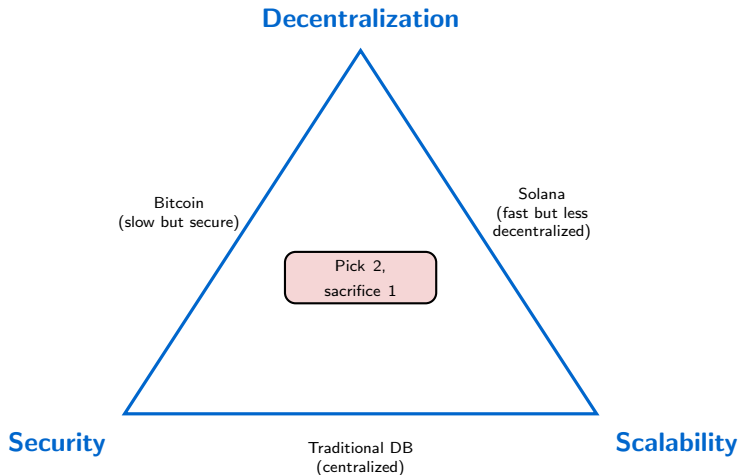 Decentralization
Bitcoin
(slow but secure)
Solana
(fast but less
decentralized)
Pick 2,
sacrifice 1
Security
Traditional DB
(centralized)
Scalability